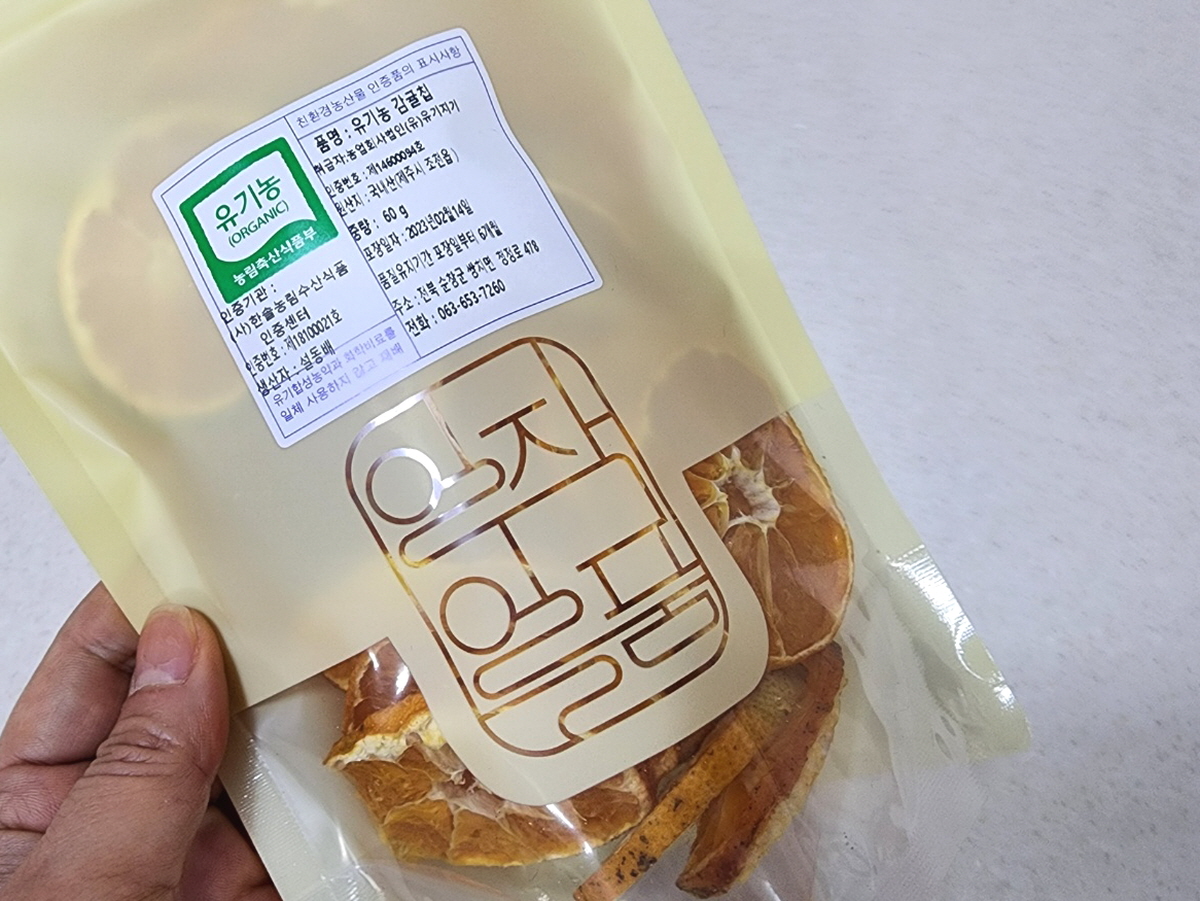 친환경농산물 인증품의 표시사항
유기농
(ORGANIC)
농림축산식품부
인증기관 :
(사)한솔농림수산식품
인증센터
인증번호 : 제18100021호
생산자 : 설동배
유기합성농약과 화학비료를
일체 사용하지 않고 재배
품명 : 유기농 감귤칩
취급자:농업회사법인(유)유기지기
인증번호 : 제14600094호
원산지 : 국내산(제주시 조천읍)
중량 : 60 g
포장일자 : 2023년02월14일
품질유지기간 포장일부터 6개월
주소 : 전북 순창군 쌍치면 정정로 478
전화 : 063-653-7260